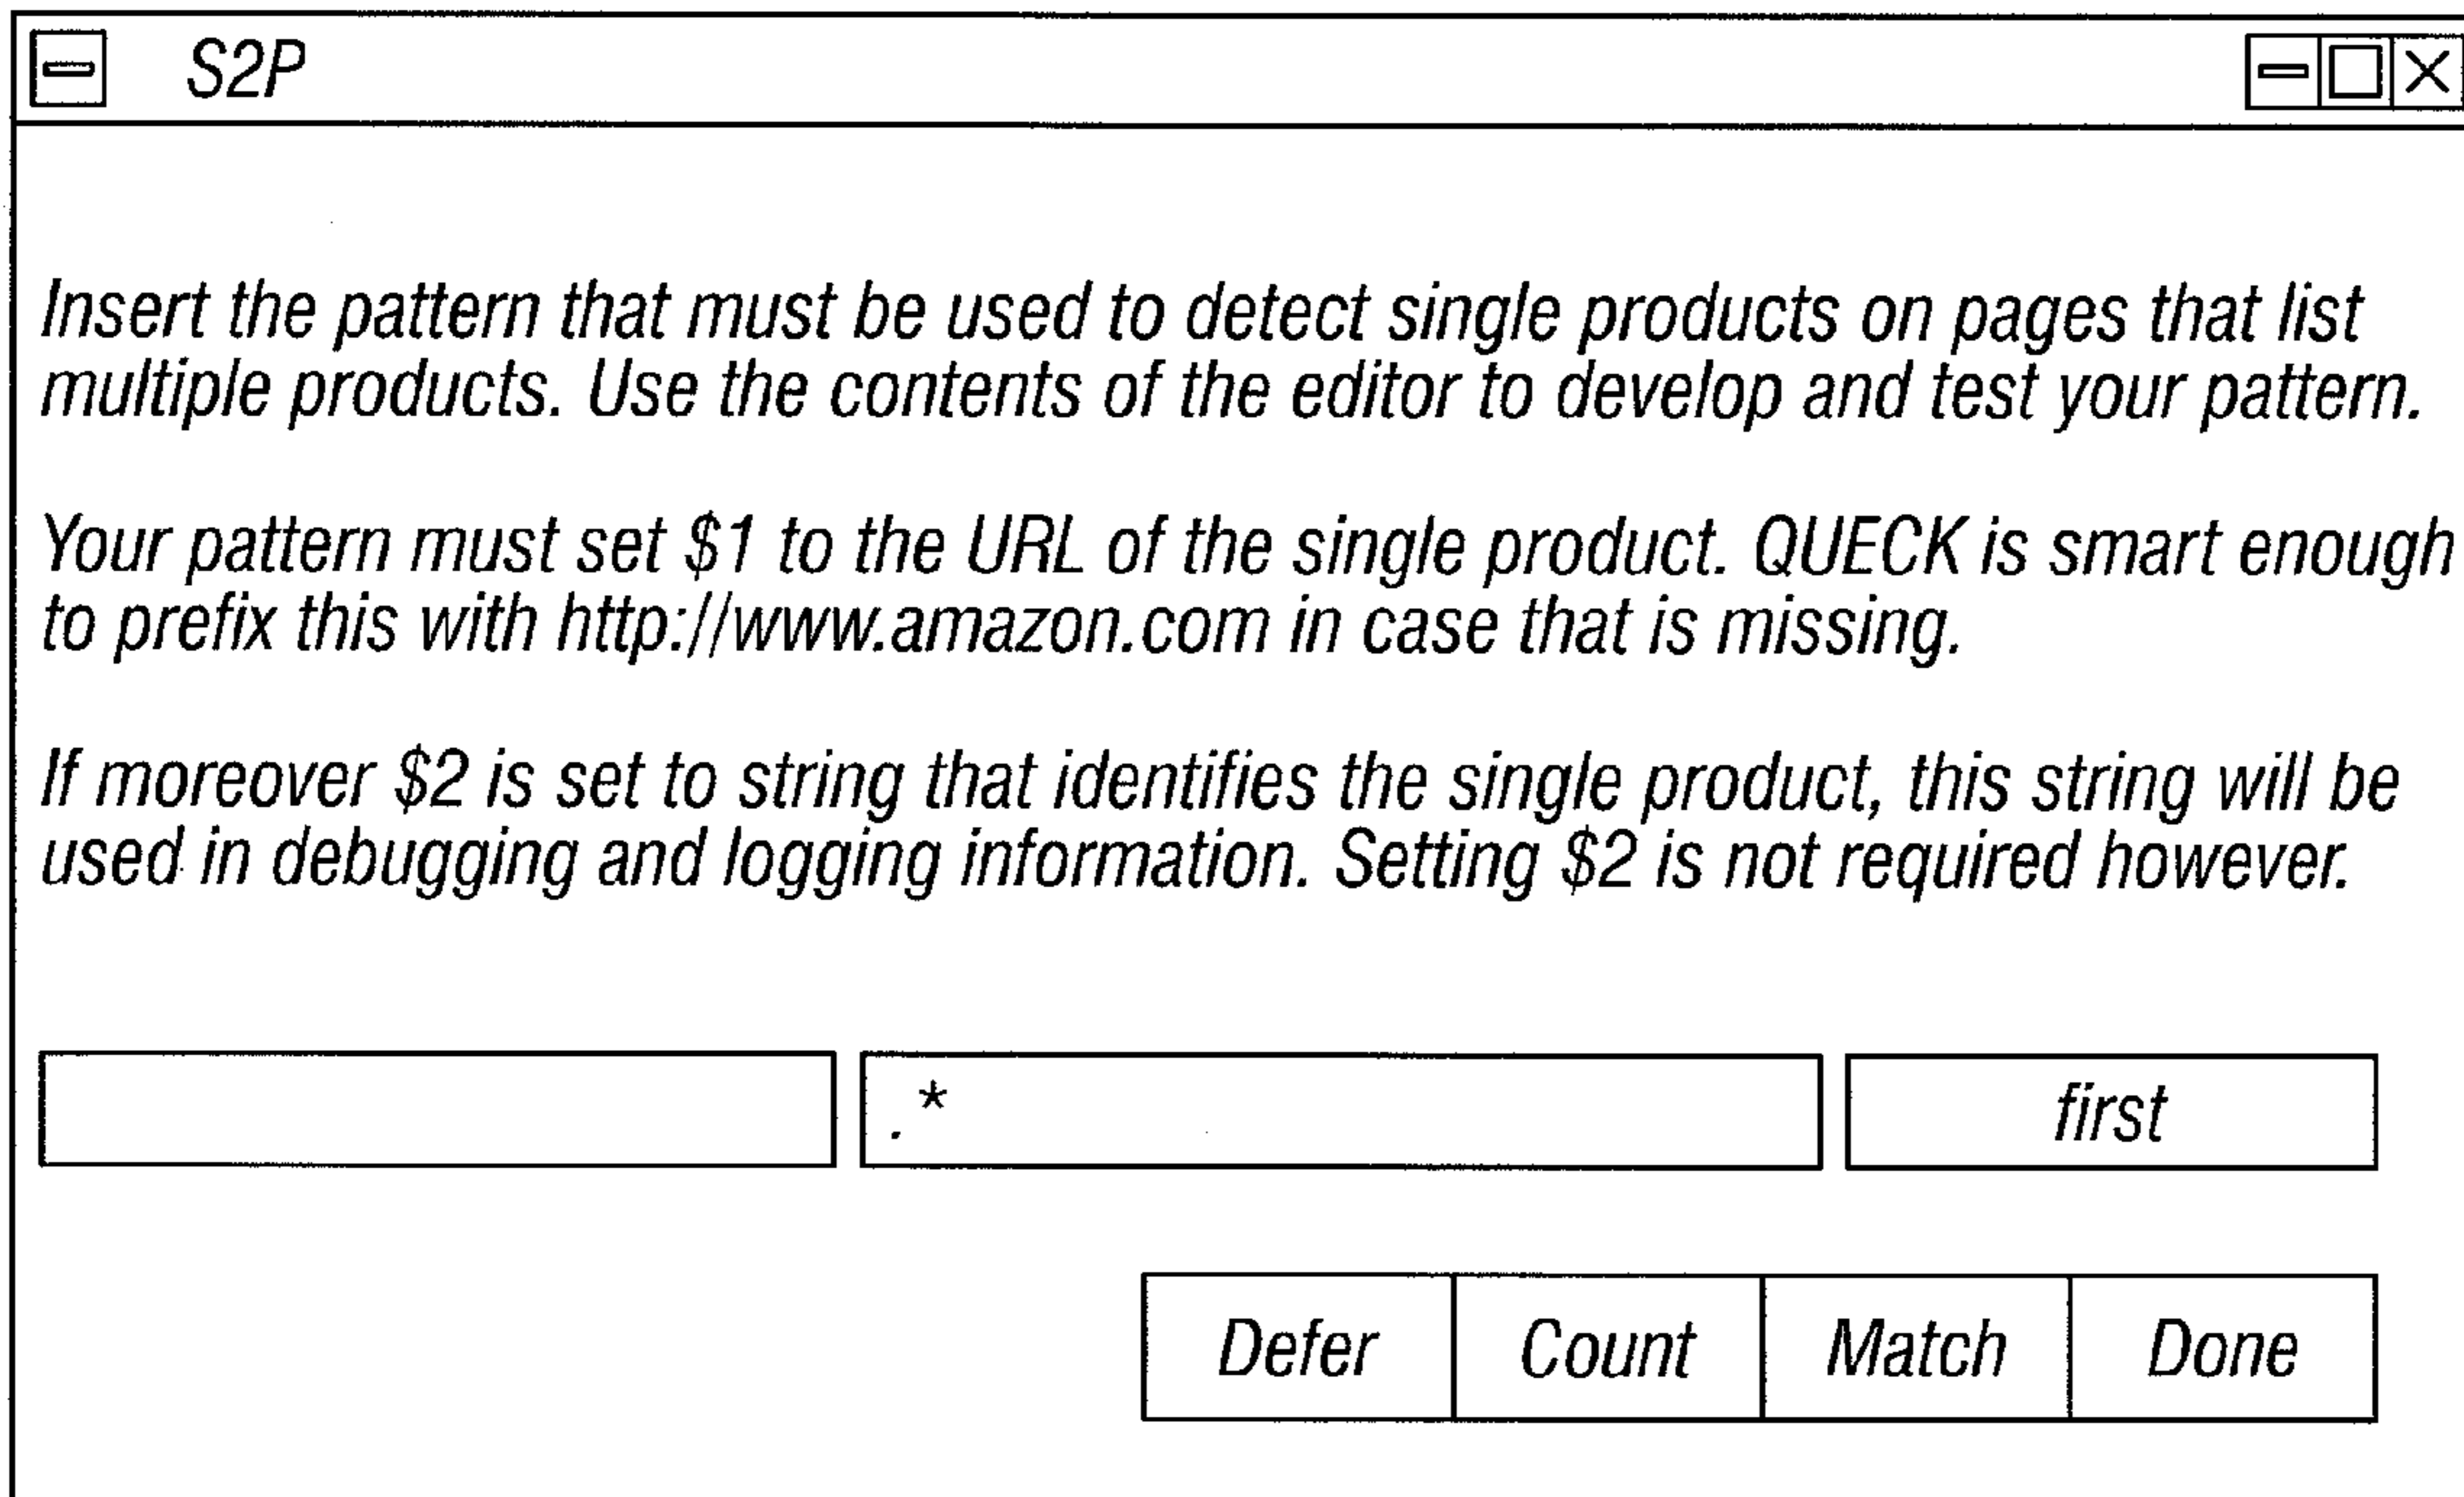 S2P
Insert the pattern that must be used to detect single products on pages that list
multiple products. Use the contents of the editor to develop and test your pattern.
Your pattern must set $1 to the URL of the single product. QUECK is smart enough
to prefix this with http://www.amazon.com in case that is missing.
If moreover $2 is set to string that identifies the single product, this string will be
used in debugging and logging information. Setting $2 is not required however.
.* first
Defer Count Match Done